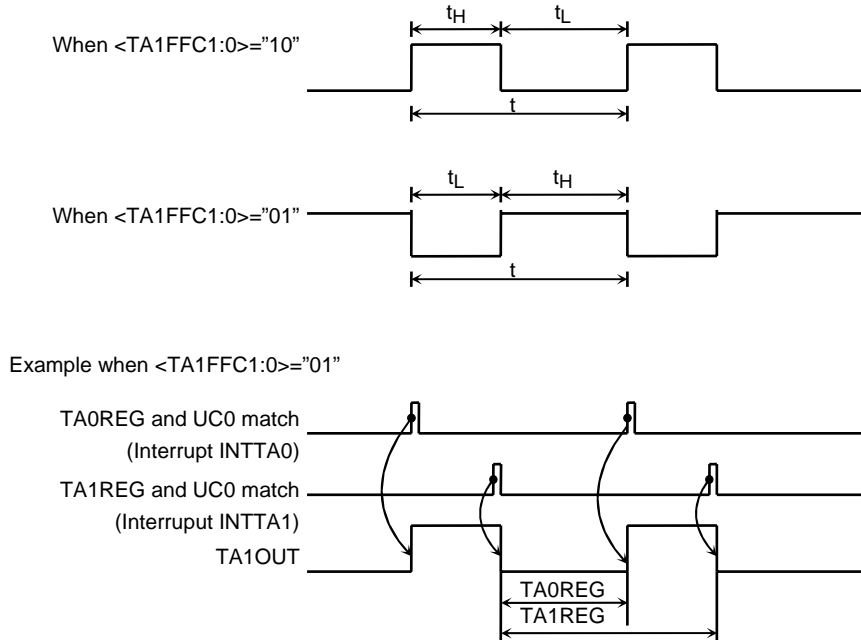 tH tL
When <TA1FFC1:0>=”10”
t
tL tH
When <TA1FFC1:0>=”01”
t
Example when <TA1FFC1:0>=”01”
TA0REG and UC0 match
(Interrupt INTTA0)
TA1REG and UC0 match
(Interruput INTTA1)
TA1OUT
TA0REG
TA1REG